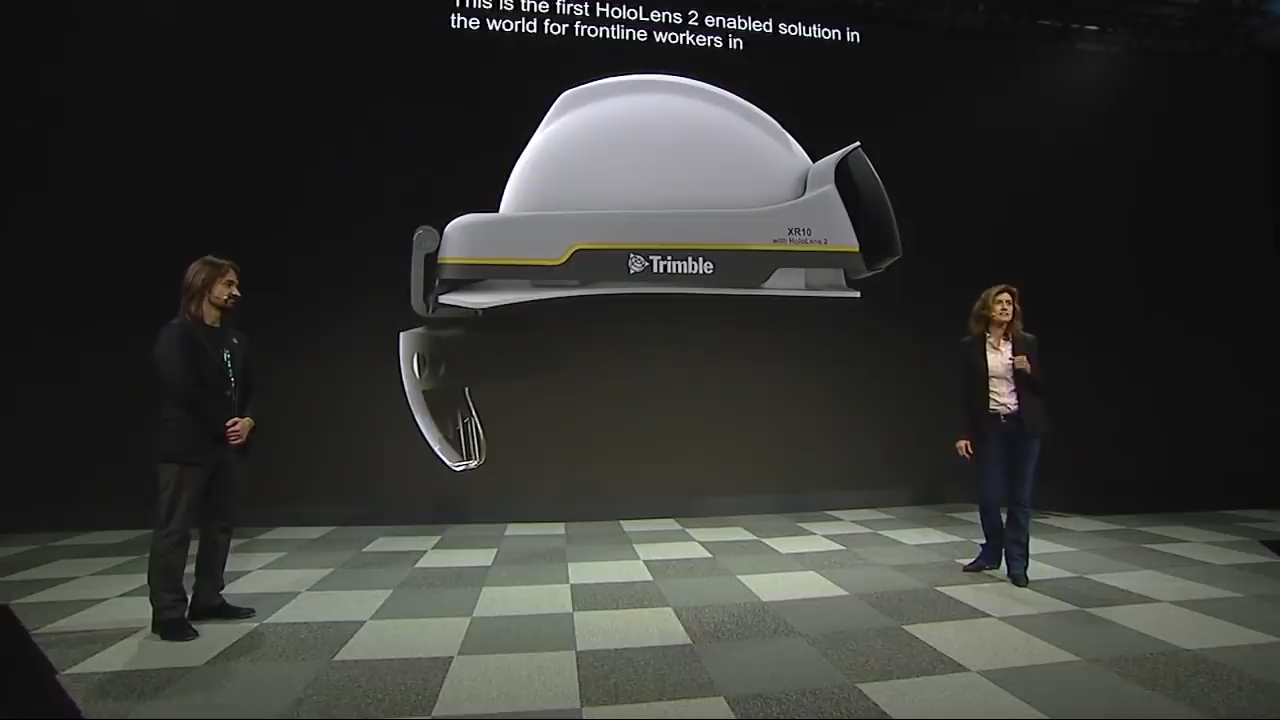 This is the first HoloLens 2 enabled solution in
the world for frontline workers in
XR10
with HoloLens 2
Trimble